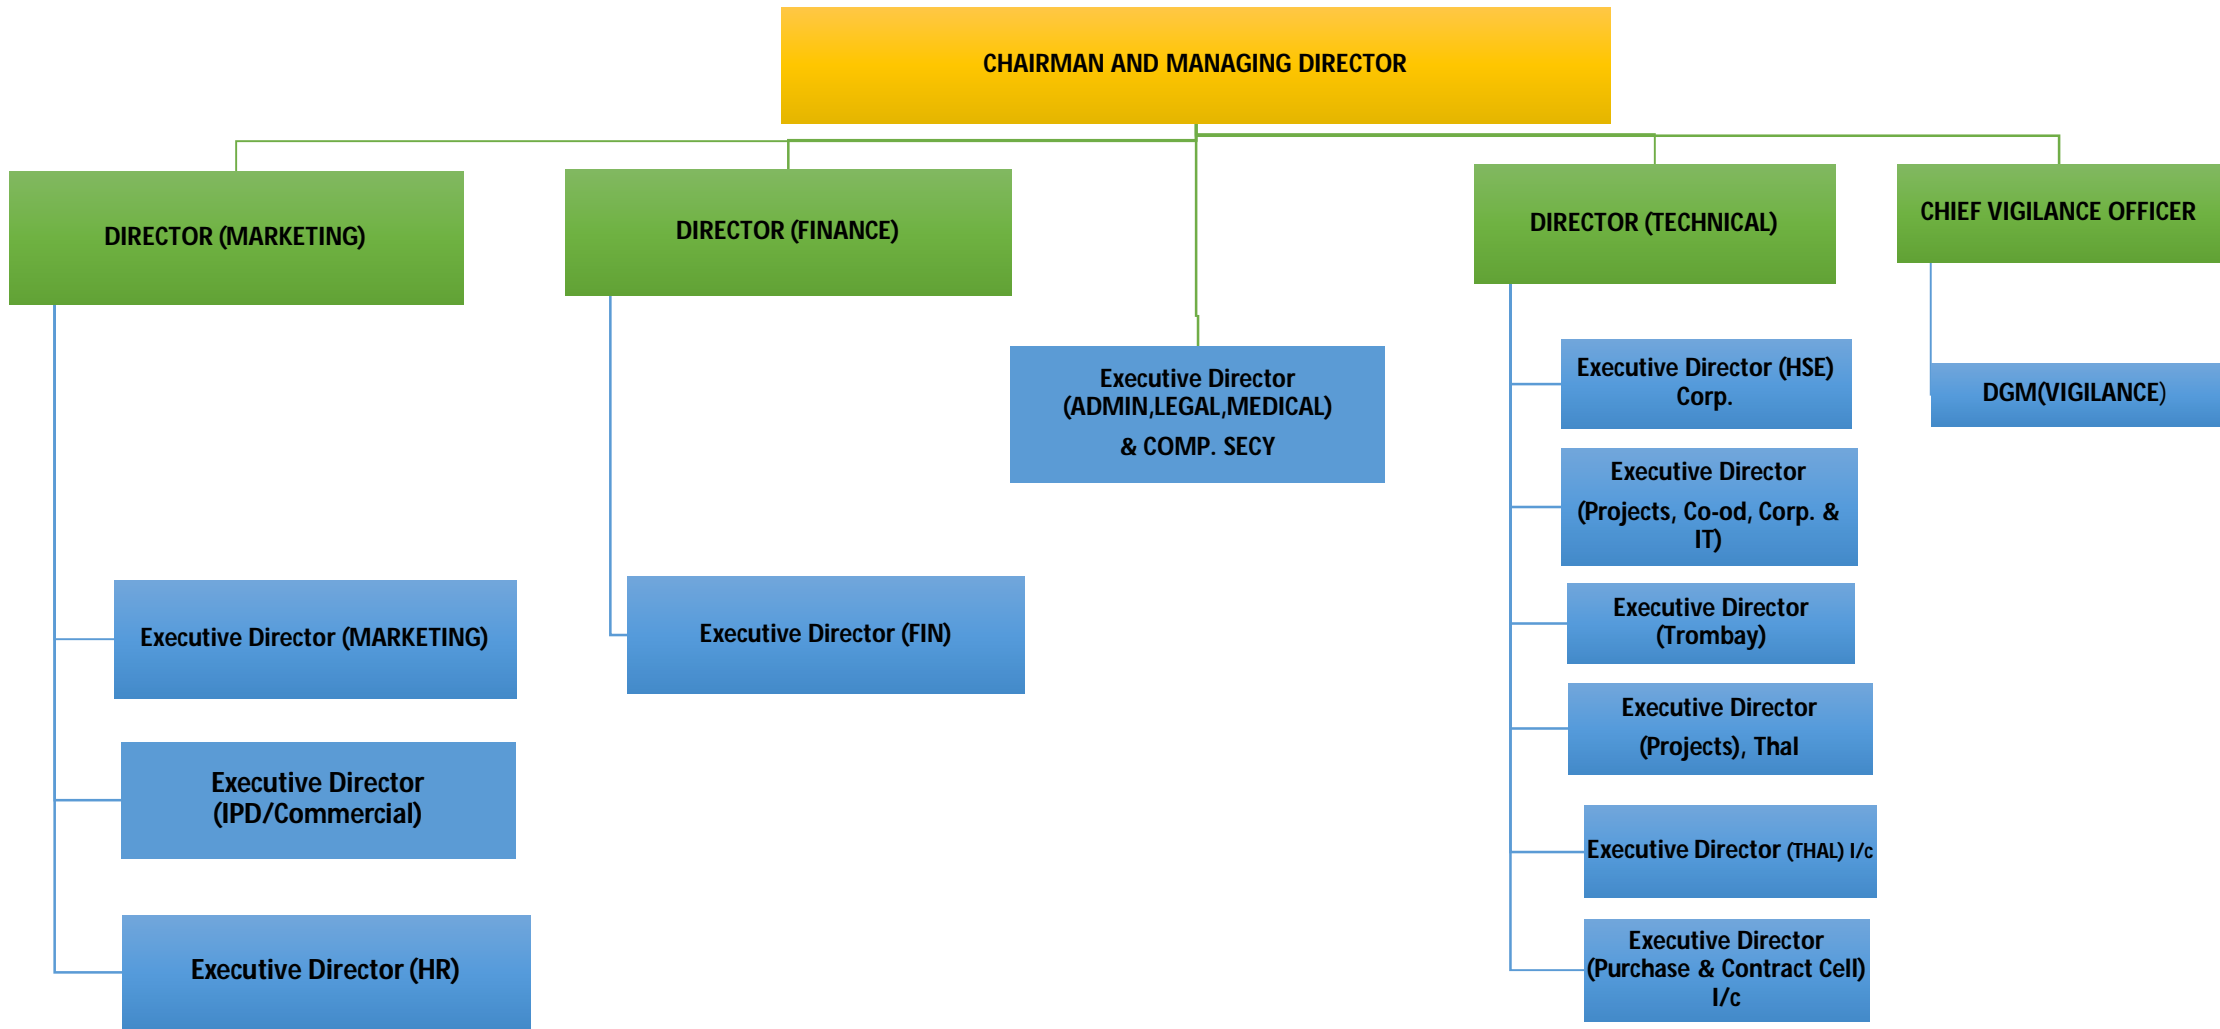 CHAIRMAN AND MANAGING DIRECTOR
DIRECTOR (MARKETING)
DIRECTOR (FINANCE)
DIRECTOR (TECHNICAL)
CHIEF VIGILANCE OFFICER
Executive Director
(ADMIN,LEGAL,MEDICAL)
& COMP. SECY
Executive Director (HSE)
Corp.
DGM(VIGILANCE)
Executive Director
(Projects, Co-od, Corp. &
IT)
Executive Director (MARKETING)
Executive Director (FIN)
Executive Director
(Trombay)
Executive Director
(Projects), Thal
Executive Director
(IPD/Commercial)
Executive Director (THAL) I/c
Executive Director (HR)
Executive Director
(Purchase & Contract Cell)
I/c